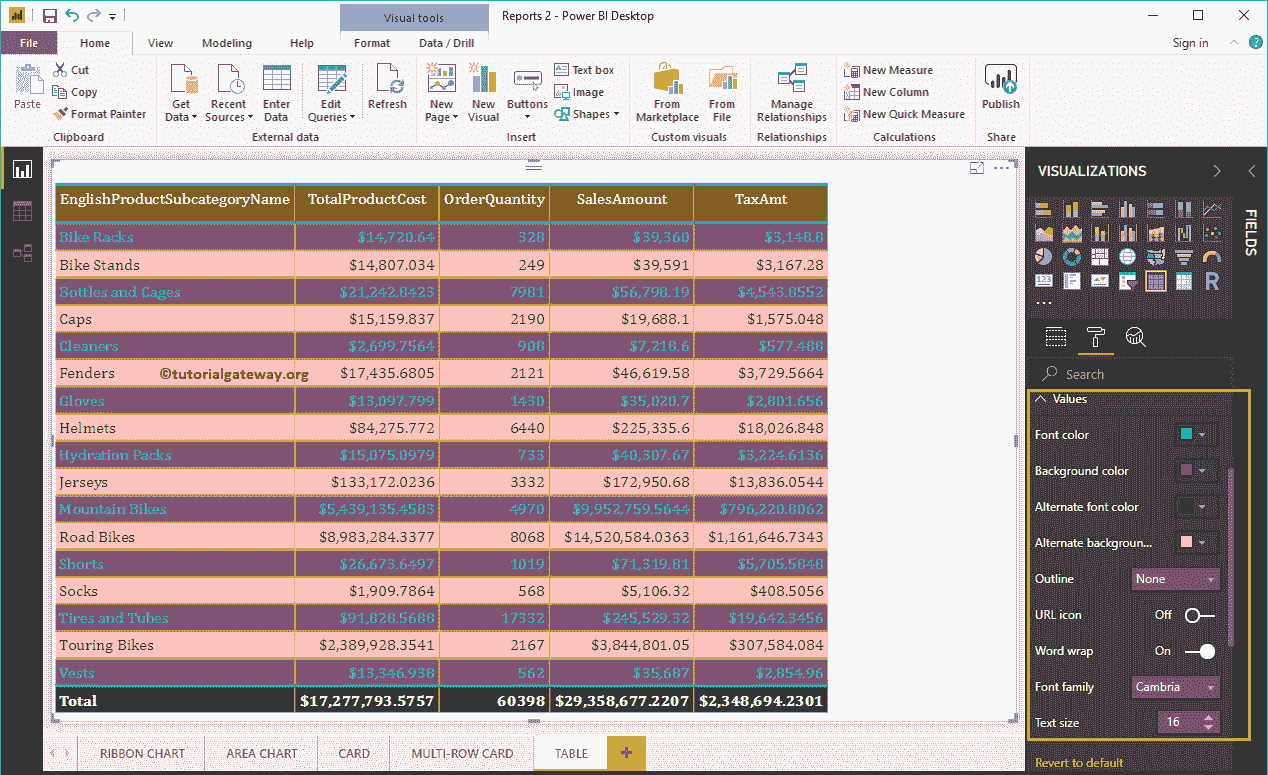 Visual tools
Reports 2 - Power BI Desktop
File Home View Modeling Help Format Data / Drill Sign in
Cut
Copy
Format Painter
Paste
Clipboard
Get Data
Recent Sources
Enter Data
Edit Queries
Refresh
External data
New Page
New Visual
Buttons
Text box
Image
Shapes
Insert
From Marketplace
From File
Custom visuals
Manage Relationships
Relationships
New Measure
New Column
New Quick Measure
Calculations
Publish
Share
EnglishProductSubcategoryName TotalProductCost OrderQuantity SalesAmount TaxAmt
Bike Racks $14,720.64 328 $39,360 $3,148.8
Bike Stands $14,807.034 249 $39,591 $3,167.28
Bottles and Cages $21,242.8423 7981 $56,798.19 $4,543.8552
Caps $15,159.837 2190 $19,688.1 $1,575.048
Cleaners $2,699.7564 908 $7,218.6 $577.488
Fenders $17,435.6805 2121 $46,619.58 $3,729.5664
©tutorialgateway.org
Gloves $13,097.799 1430 $35,020.7 $2,801.656
Helmets $84,275.772 6440 $225,335.6 $18,026.848
Hydration Packs $15,075.0979 733 $40,307.67 $3,224.6136
Jerseys $133,172.0236 3332 $172,950.68 $13,836.0544
Mountain Bikes $5,439,135.4583 4970 $9,952,759.5644 $796,220.8062
Road Bikes $8,983,284.3377 8068 $14,520,584.0363 $1,161,646.7343
Shorts $26,673.6497 1019 $71,319.81 $5,705.5848
Socks $1,909.7864 568 $5,106.32 $408.5056
Tires and Tubes $91,828.5688 17332 $245,529.32 $19,642.3456
Touring Bikes $2,389,928.3541 2167 $3,844,801.05 $307,584.084
Vests $13,346.938 562 $35,687 $2,854.96
Total $17,277,793.5757 60398 $29,358,677.2207 $2,348,694.2301
VISUALIZATIONS
FIELDS
123
R
Search
Values
Font color
Background color
Alternate font color
Alternate backgroun...
Outline None
URL icon Off
Word wrap On
Font family Cambria
Text size 16
Revert to default
RIBBON CHART AREA CHART CARD MULTI-ROW CARD TABLE +